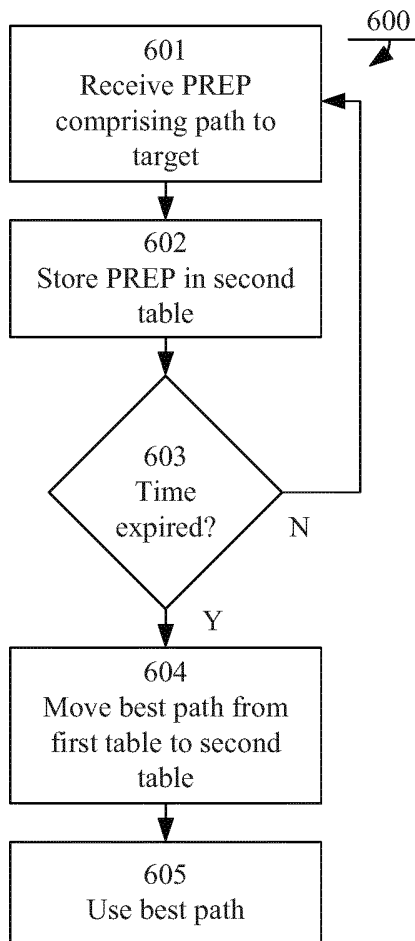 600
601
Receive PREP
comprising path to
target
602
Store PREP in second
table
603
Time
expired?
N
Y
604
Move best path from
first table to second
table
605
Use best path